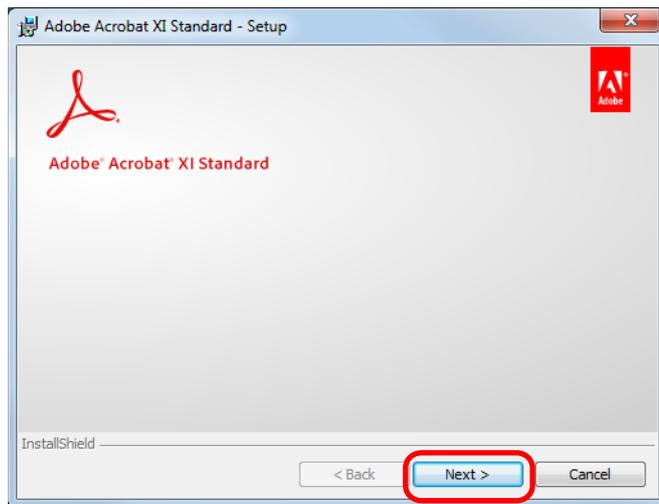 Adobe Acrobat XI Standard - Setup
Adobe
Adobe® Acrobat® XI Standard
InstallShield
< Back Next > Cancel